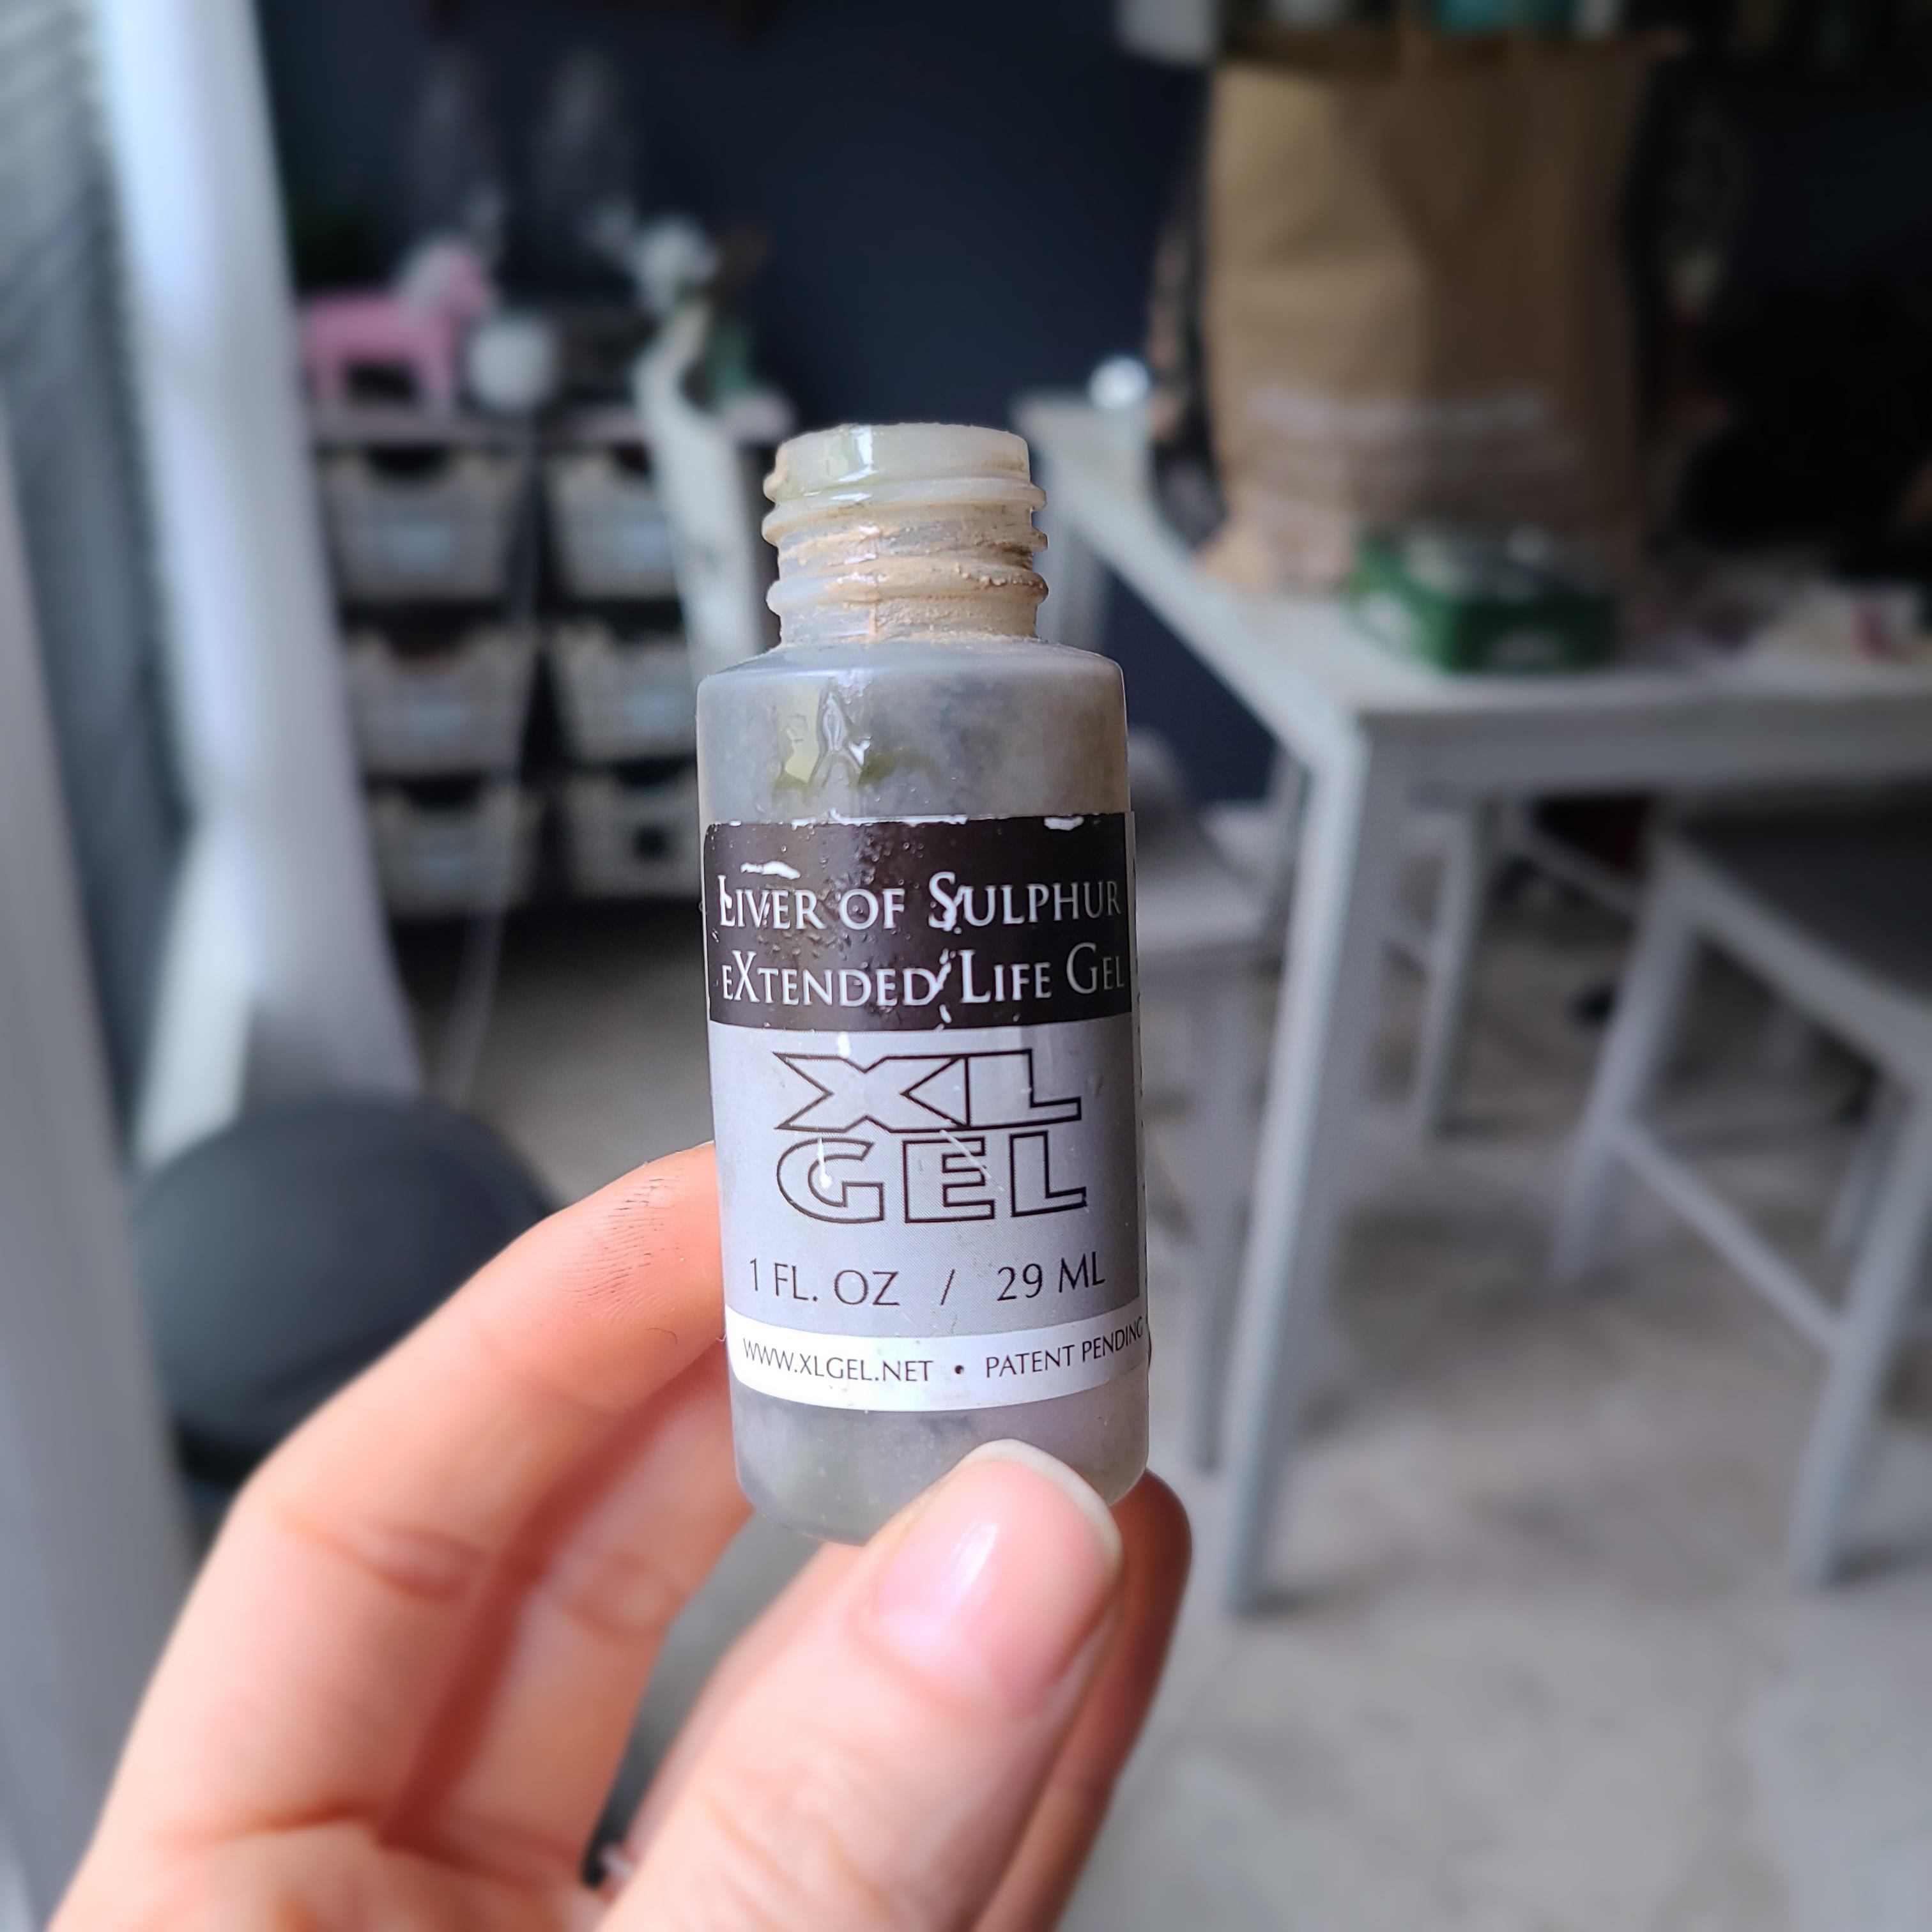 LIVER OF SULPHUR
eXTENDED LIFE GEL
XL
GEL
1 FL. OZ / 29 ML
WWW.XLGEL.NET • PATENT PENDING